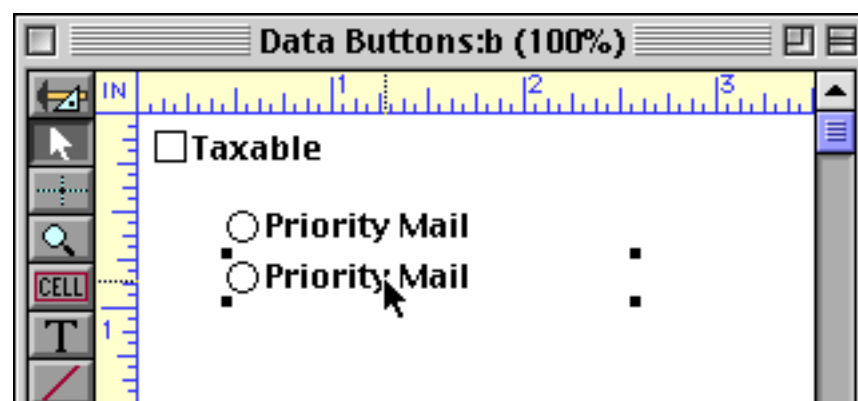 Data Buttons:b (100%)
IN 1 2 3
Taxable
Priority Mail
Priority Mail
CELL
T 1